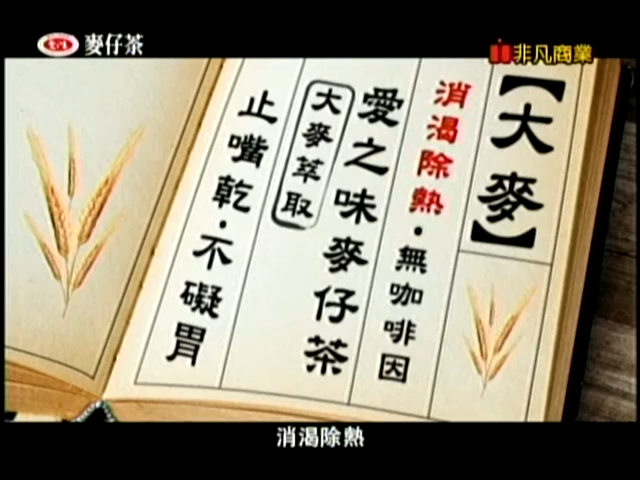 麥仔茶
非凡商業
【大麥】
消渴除熱·無咖啡因
愛之味麥仔茶
大麥萃取
止嘴乾·不礙胃
消渴除熱